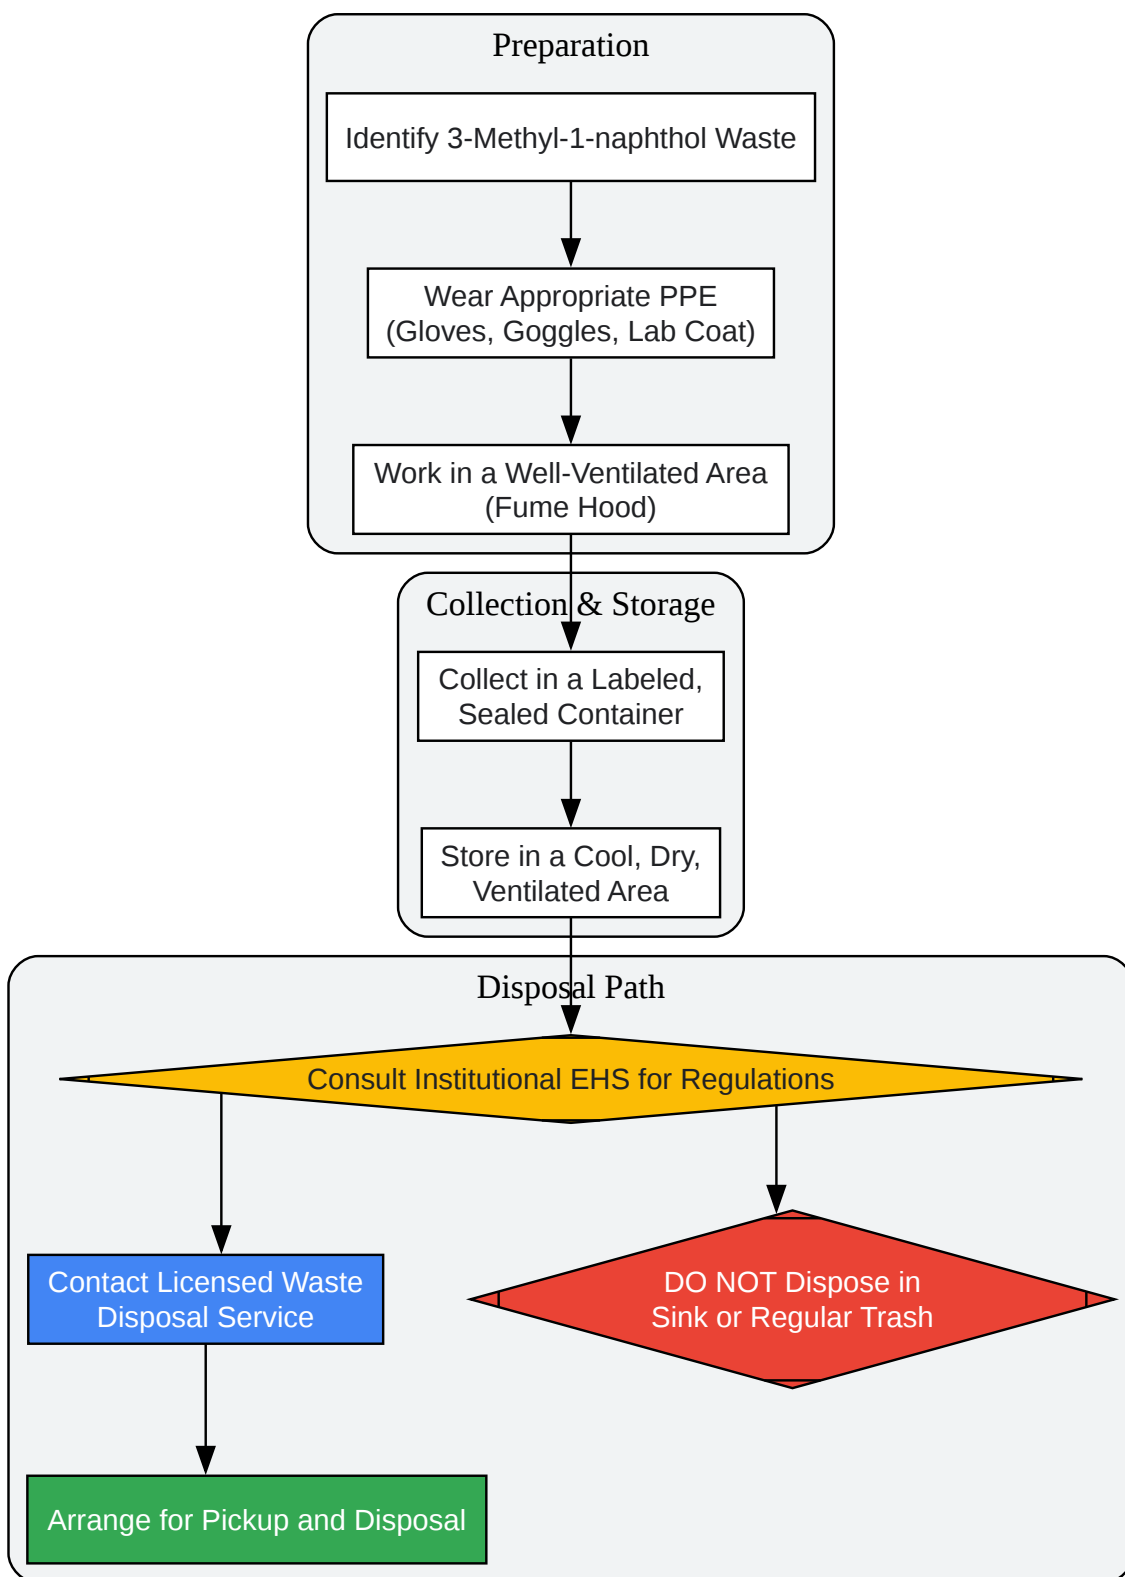 Preparation
Identify 3-Methyl-1-naphthol Waste
Wear Appropriate PPE
(Gloves, Goggles, Lab Coat)
Work in a Well-Ventilated Area
(Fume Hood)
Collection & Storage
Collect in a Labeled,
Sealed Container
Store in a Cool, Dry,
Ventilated Area
Disposal Path
Consult Institutional EHS for Regulations
Contact Licensed Waste
Disposal Service
DO NOT Dispose in
Sink or Regular Trash
Arrange for Pickup and Disposal